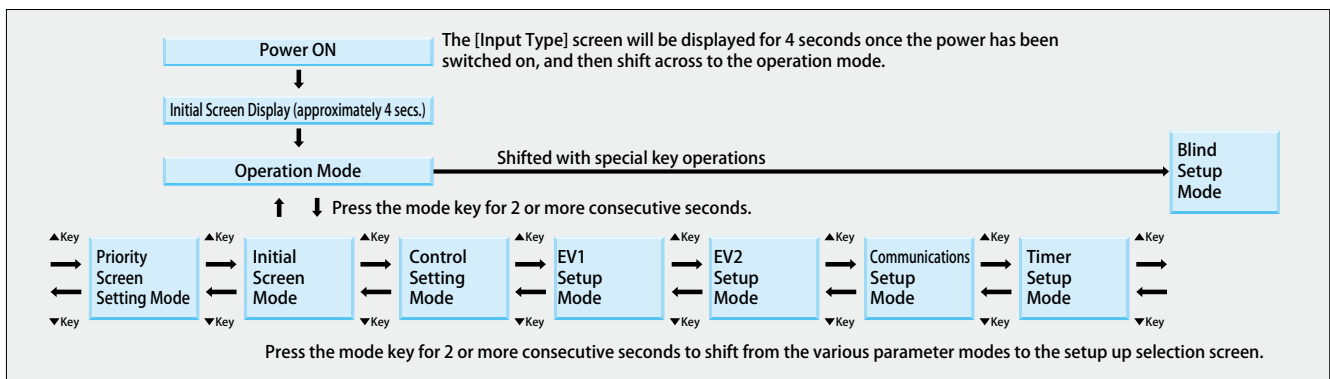 Power ON
The [Input Type] screen will be displayed for 4 seconds once the power has been
switched on, and then shift across to the operation mode.
Initial Screen Display (approximately 4 secs.)
Operation Mode
Shifted with special key operations
Blind
Setup
Mode
Press the mode key for 2 or more consecutive seconds.
▲Key ▲Key ▲Key ▲Key ▲Key ▲Key ▲Key ▲Key
Priority
Screen
Setting Mode
Initial
Screen
Mode
Control
Setting
Mode
EV1
Setup
Mode
EV2
Setup
Mode
Communications
Setup
Mode
Timer
Setup
Mode
▼Key ▼Key ▼Key ▼Key ▼Key ▼Key ▼Key ▼Key
Press the mode key for 2 or more consecutive seconds to shift from the various parameter modes to the setup up selection screen.